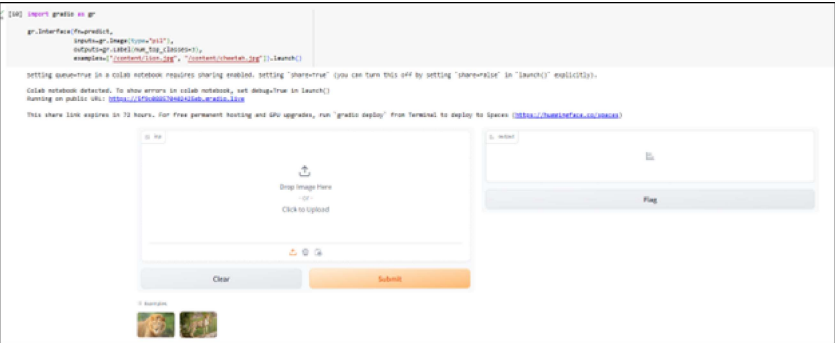 [10] import gradio as gr
gr.Interface(fn=predict,
inputs=gr.Image(type="pil"),
outputs=gr.Label(num_top_classes=3),
examples=["/content/lion.jpg", "/content/cheetah.jpg"]).launch()
Setting queue=True in a Colab notebook requires sharing enabled. Setting `share=True` (you can turn this off by setting `share=False` in `launch()` explicitly).
Colab notebook detected. To show errors in colab notebook, set debug=True in launch()
Running on public URL:
This share link expires in 72 hours. For free permanent hosting and GPU upgrades, run `gradio deploy` from Terminal to deploy to Spaces (https://huggingface.co/spaces)
img
output
Drop Image Here
- or -
Click to Upload
Flag
Clear
Submit
Examples